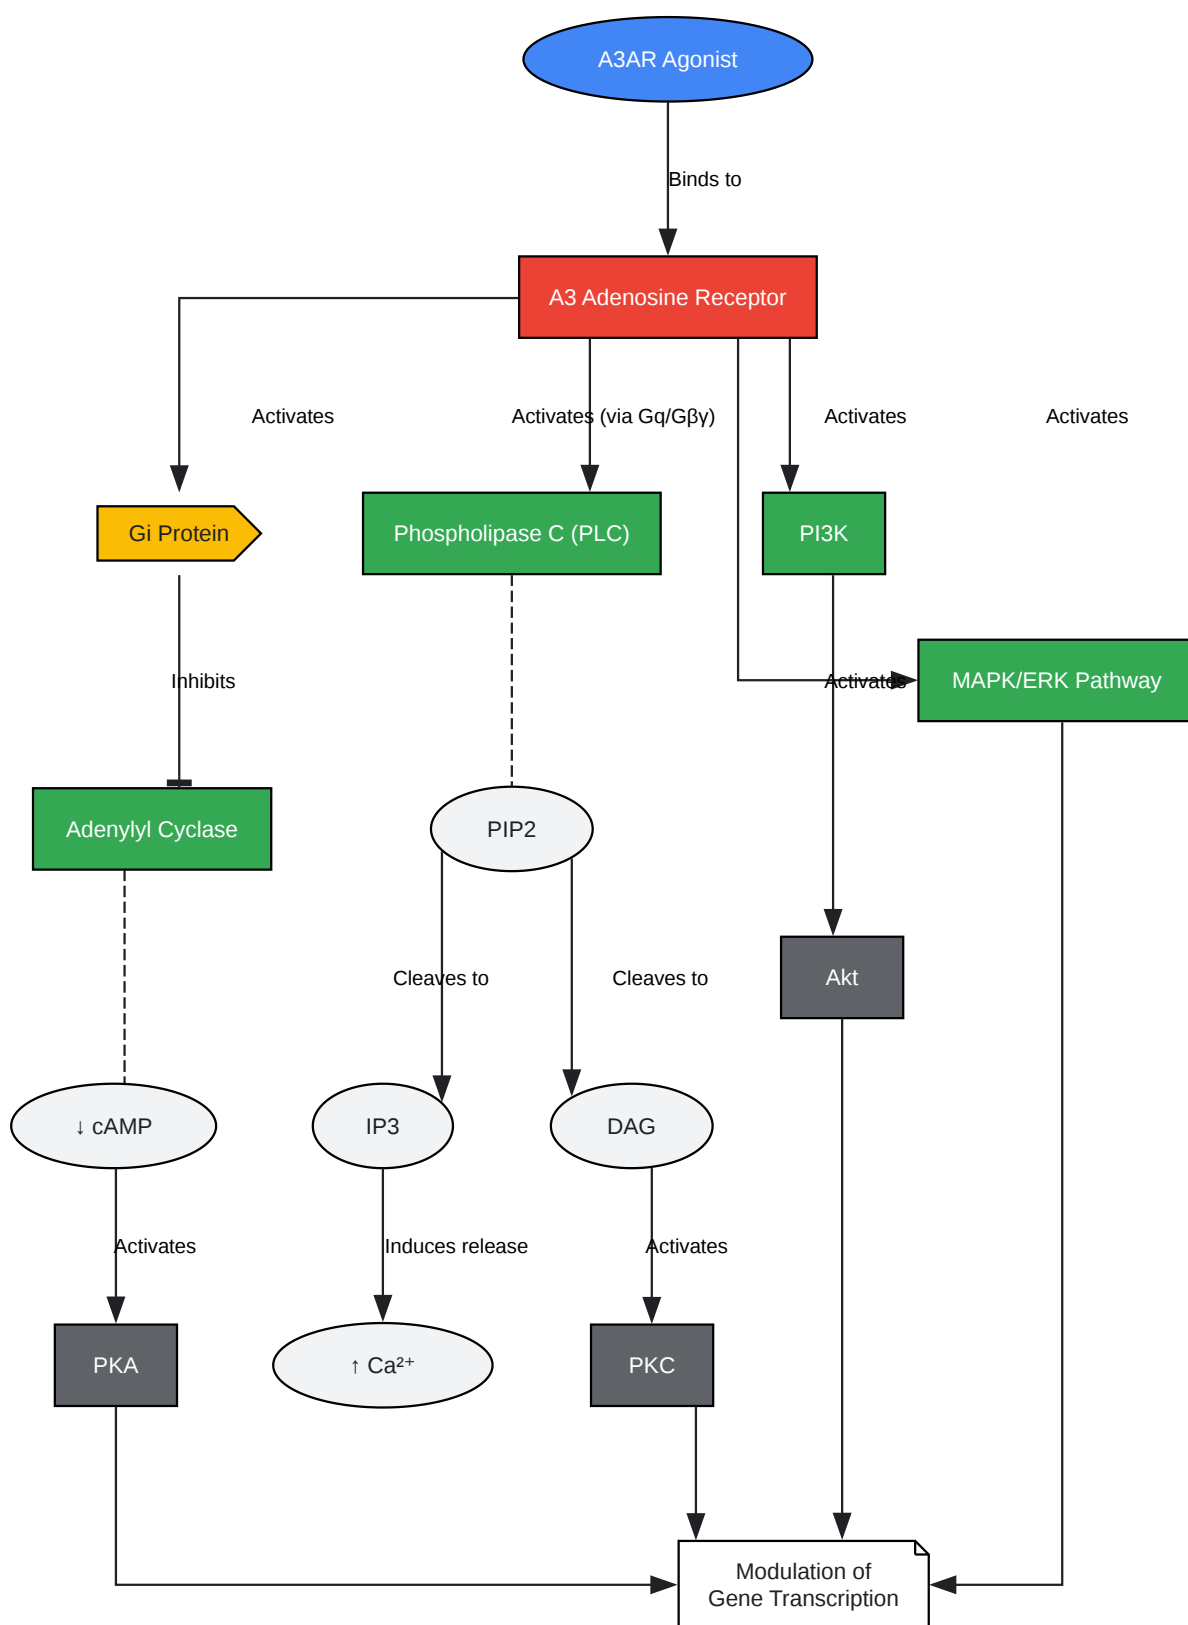 A3AR Agonist
Binds to
A3 Adenosine Receptor
Activates
Activates (via Gq/Gβγ)
Activates
Activates
Gi Protein
Phospholipase C (PLC)
PI3K
Inhibits
Activates
MAPK/ERK Pathway
Adenylyl Cyclase
PIP2
Cleaves to
Cleaves to
Akt
↓ cAMP
IP3
DAG
Activates
Induces release
Activates
PKA
↑ Ca²⁺
PKC
Modulation of
Gene Transcription